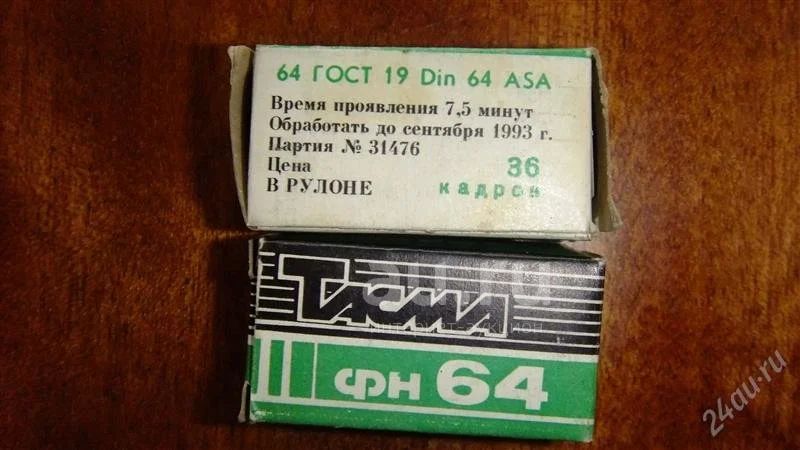 64 ГОСТ 19 Din 64 ASA
Время проявления 7,5 минут
Обработать до сентября 1993 г.
Партия № 31476
Цена
В РУЛОНЕ
36
кадров
ТАСМА
фн 64
24au.ru